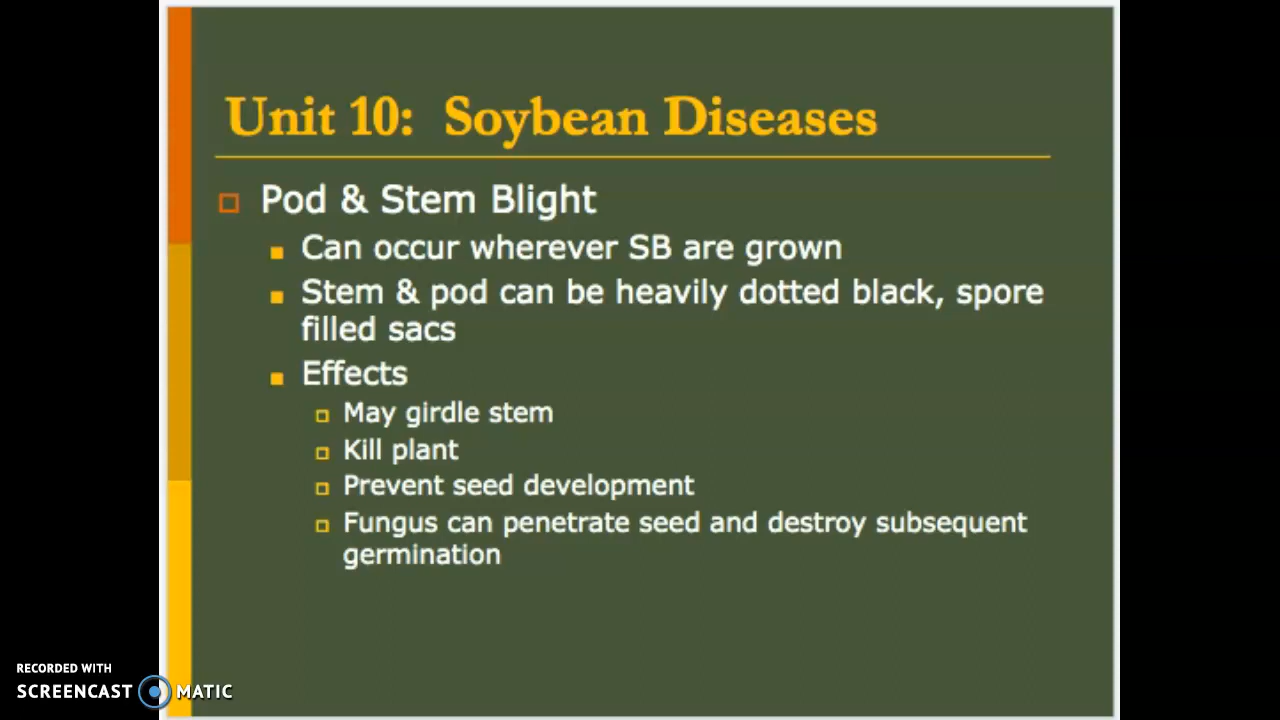 Unit 10: Soybean Diseases
Pod & Stem Blight
Can occur wherever SB are grown
Stem & pod can be heavily dotted black, spore
filled sacs
Effects
May girdle stem
Kill plant
Prevent seed development
Fungus can penetrate seed and destroy subsequent
germination
RECORDED WITH
SCREENCAST MATIC